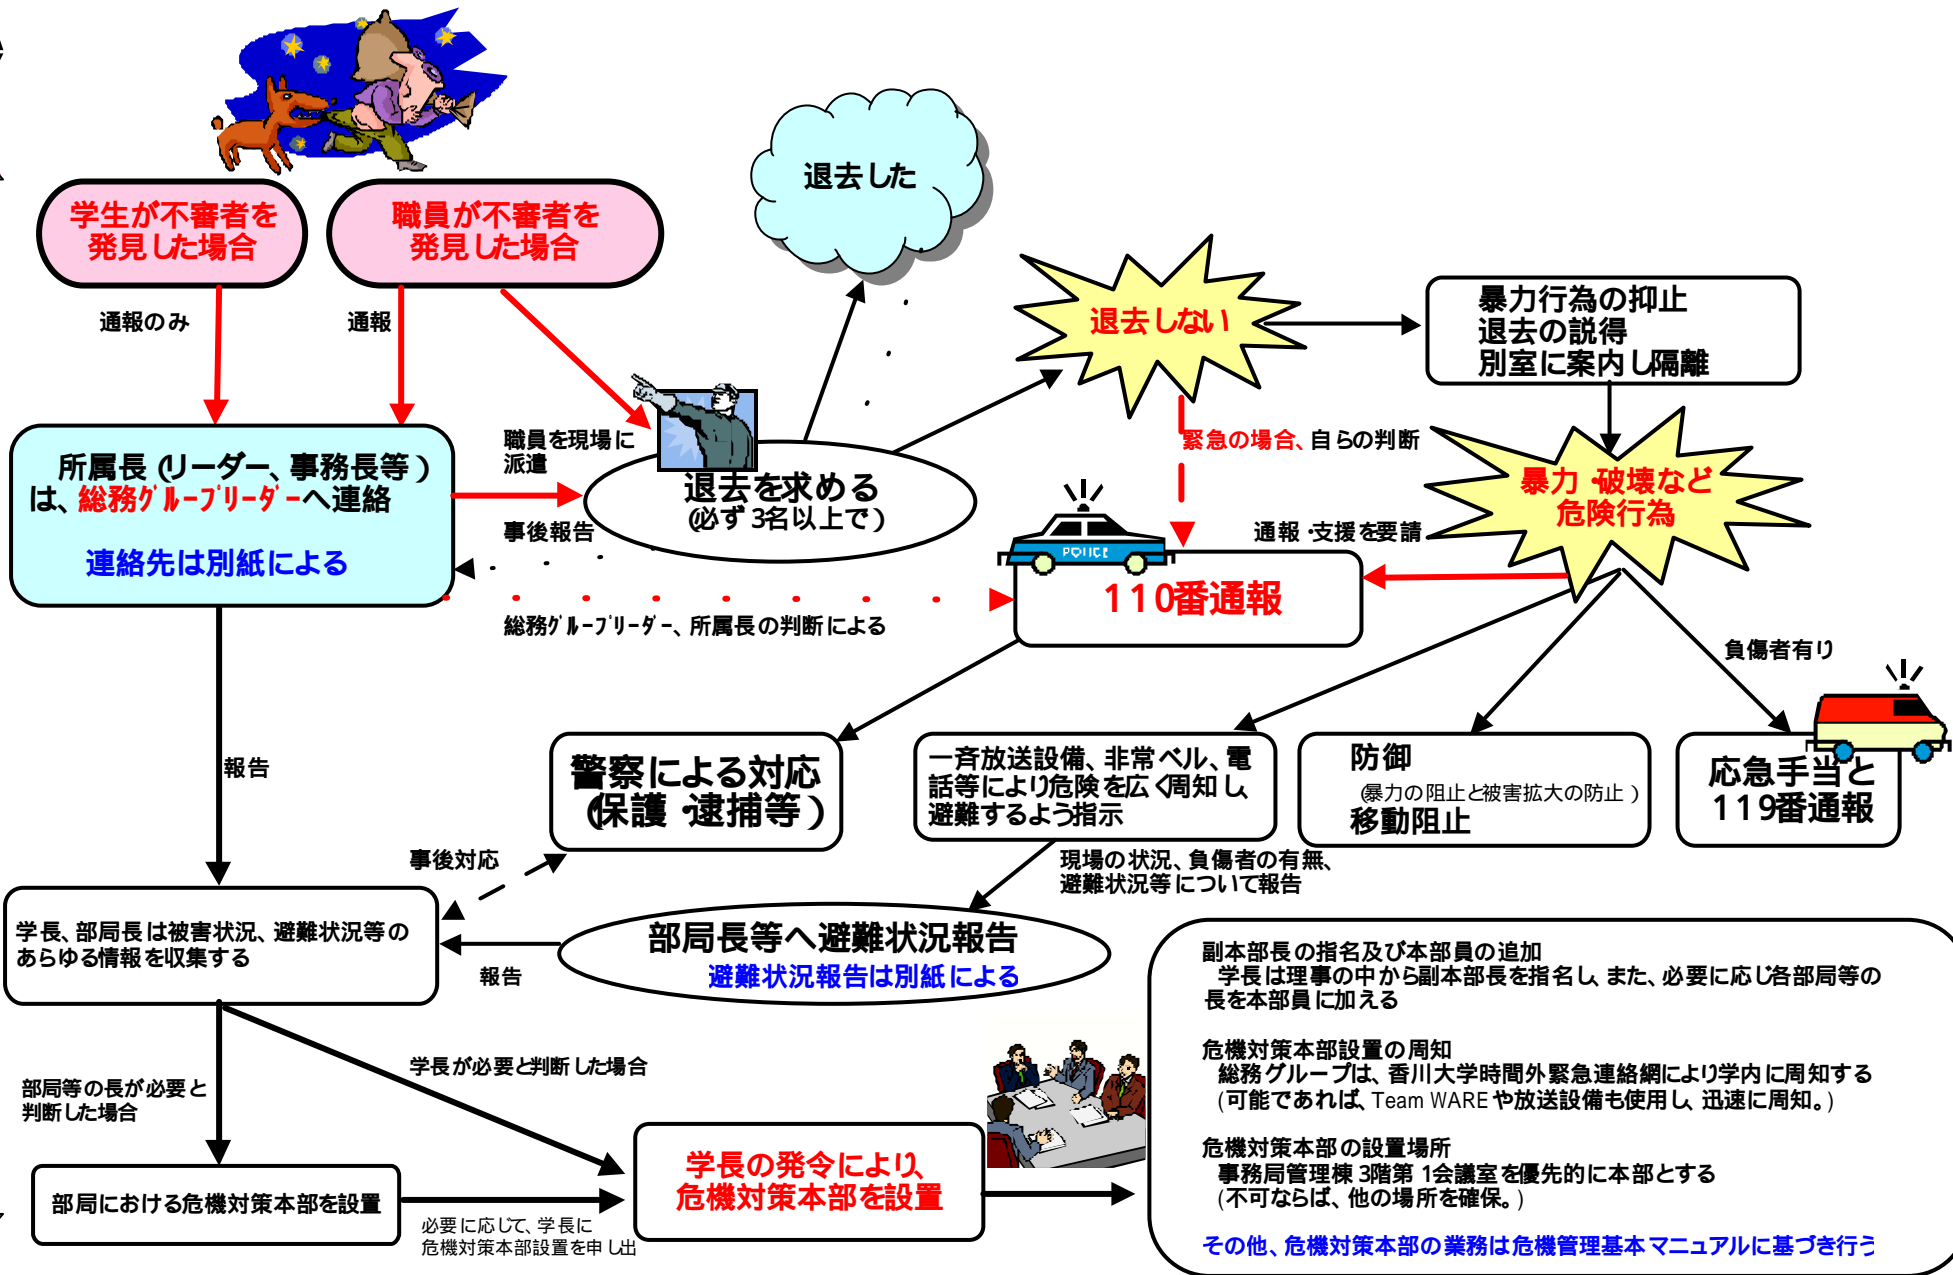 退去した
学生が不審者を
発見した場合
職員が不審者を
発見した場合
通報のみ
通報
退去しない
暴力行為の抑止
退去の説得
別室に案内し隔離
職員を現場に
派遣
緊急の場合、自らの判断
所属長(リーダー、事務長等)
は、総務グループリーダーへ連絡
連絡先は別紙による
退去を求める
(必ず3名以上で)
暴力・破壊など
危険行為
事後報告
POLICE
通報・支援を要請
110番通報
総務グループリーダー、所属長の判断による
負傷者有り
報告
警察による対応
(保護・逮捕等)
一斉放送設備、非常ベル、電
話等により危険を広く周知し、
避難するよう指示
防御
(暴力の阻止と被害拡大の防止)
移動阻止
応急手当と
119番通報
事後対応
現場の状況、負傷者の有無、
避難状況等について報告
学長、部局長は被害状況、避難状況等の
あらゆる情報を収集する
報告
部局長等へ避難状況報告
避難状況報告は別紙による
部局等の長が必要と
判断した場合
学長が必要と判断した場合
部局における危機対策本部を設置
必要に応じて、学長に
危機対策本部設置を申し出
学長の発令により、
危機対策本部を設置
副本部長の指名及び本部員の追加
学長は理事の中から副本部長を指名し、また、必要に応じ各部局等の
長を本部員に加える
危機対策本部設置の周知
総務グループは、香川大学時間外緊急連絡網により学内に周知する
(可能であれば、Team WAREや放送設備も使用し、迅速に周知。)
危機対策本部の設置場所
事務局管理棟3階第1会議室を優先的に本部とする
(不可ならば、他の場所を確保。)
その他、危機対策本部の業務は危機管理基本マニュアルに基づき行う